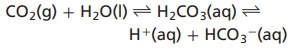 CO₂(g) + H₂O(l) ⇌ H₂CO₃(aq) ⇌
H⁺(aq) + HCO₃⁻(aq)